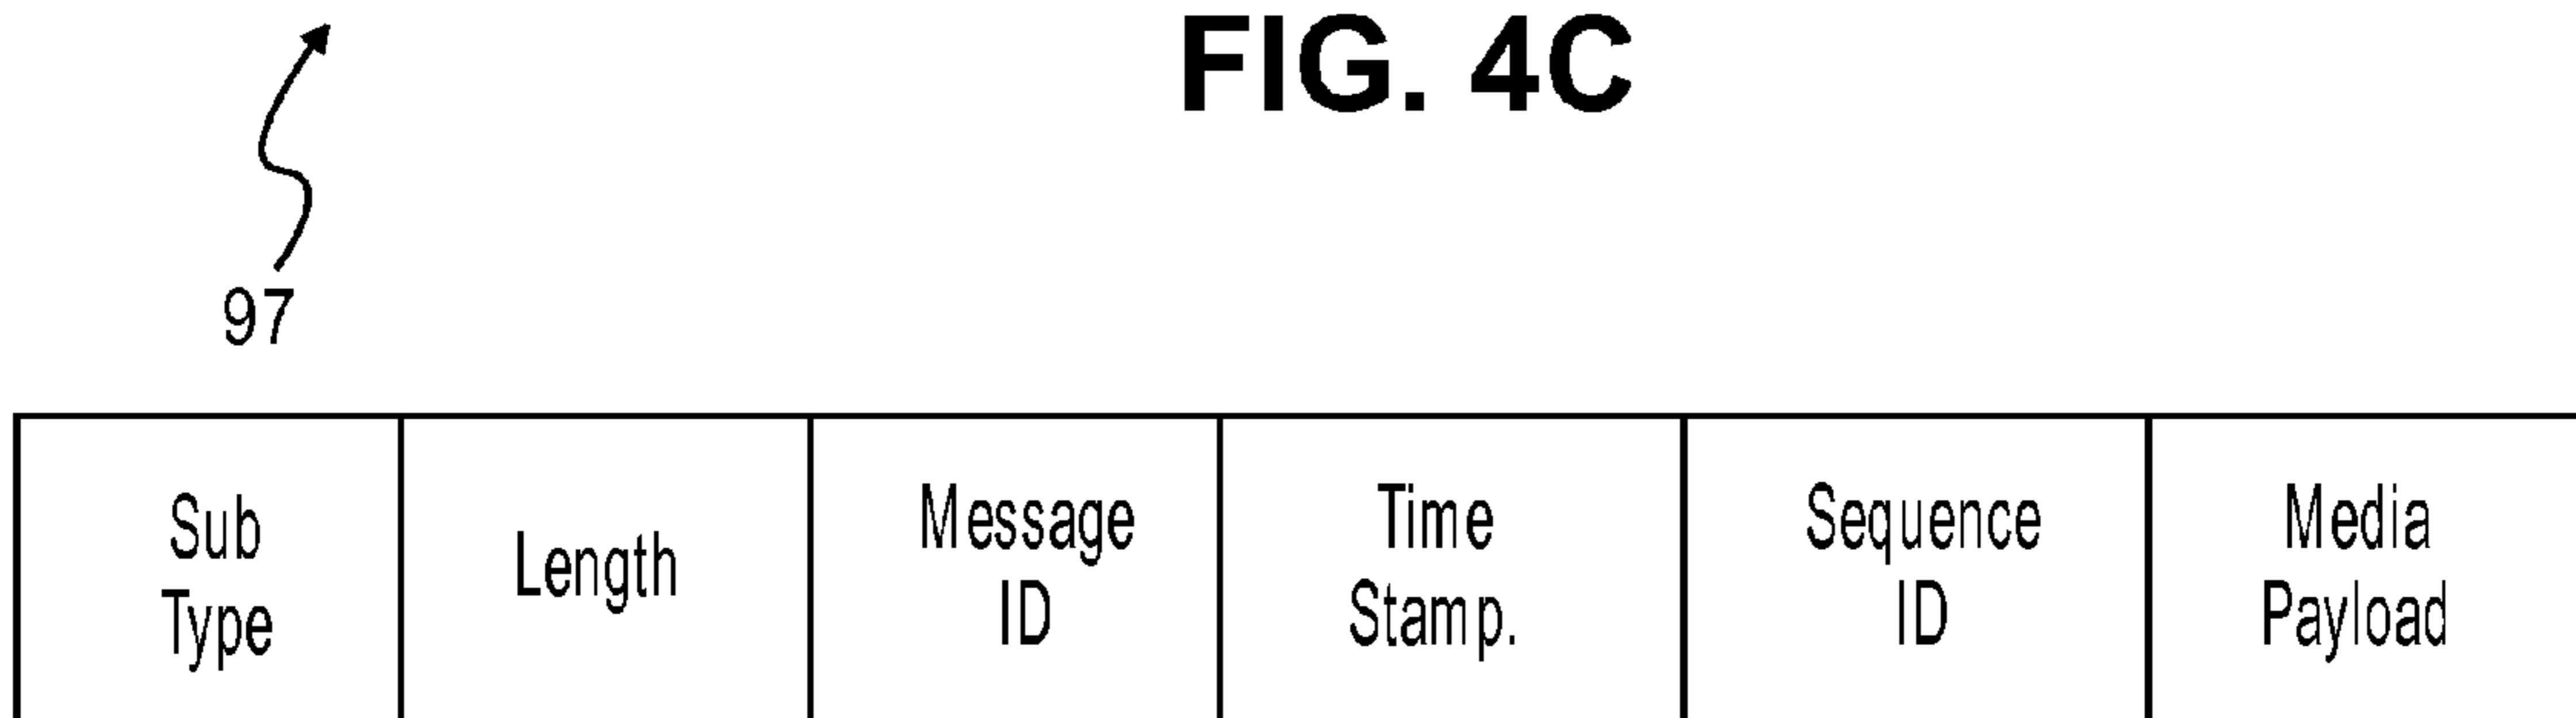 FIG. 4C
97
Sub
Type
Length
Message
ID
Time
Stamp.
Sequence
ID
Media
Payload